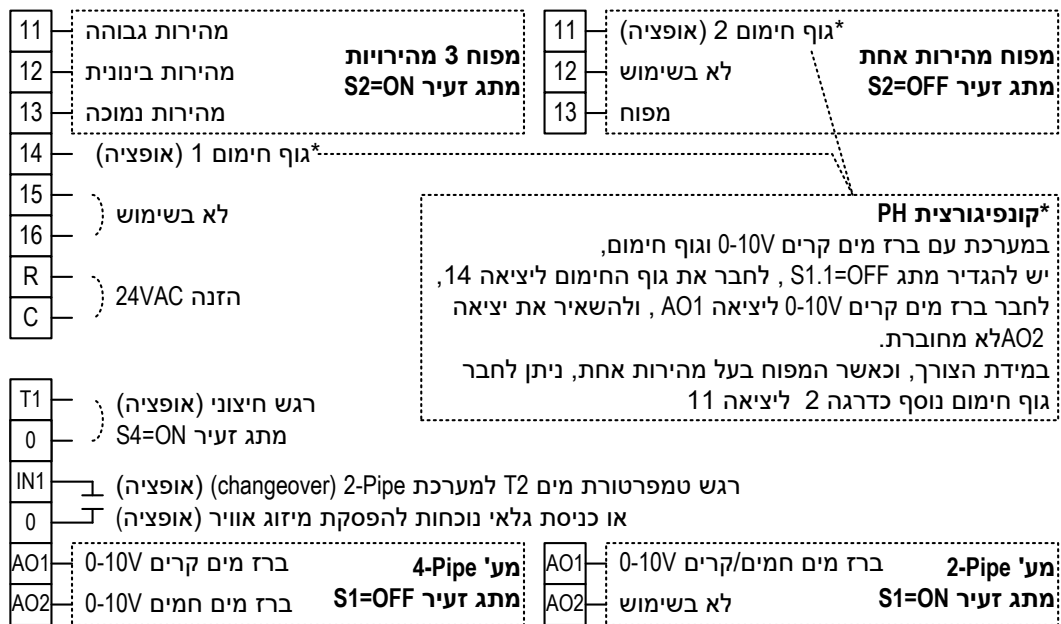 11 מהירות גבוהה
12 מהירות בינונית
13 מהירות נמוכה
מפוח 3 מהירויות
מתג זעיר S2=ON
11 *גוף חימום 2 (אופציה)
12 לא בשימוש
13 מפוח
מפוח מהירות אחת
מתג זעיר S2=OFF
14 *גוף חימום 1 (אופציה)
15
16
לא בשימוש
R
C
הזנה 24VAC
*קונפיגורצית PH
במערכת עם ברז מים קרים 0-10V וגוף חימום,
יש להגדיר מתג S1.1=OFF , לחבר את גוף החימום ליציאה 14,
לחבר ברז מים קרים 0-10V ליציאה AO1 , ולהשאיר את יציאה
AO2לא מחוברת.
במידת הצורך, וכאשר המפוח בעל מהירות אחת, ניתן לחבר
גוף חימום נוסף כדרגה 2 ליציאה 11
T1
0
רגש חיצוני (אופציה)
מתג זעיר S4=ON
IN1 רגש טמפרטורת מים T2 למערכת 2-Pipe (changeover) (אופציה)
0 או כניסת גלאי נוכחות להפסקת מיזוג אוויר (אופציה)
AO1 ברז מים קרים 0-10V
AO2 ברז מים חמים 0-10V
מע' 4-Pipe
מתג זעיר S1=OFF
AO1 ברז מים חמים/קרים 0-10V
AO2 לא בשימוש
מע' 2-Pipe
מתג זעיר S1=ON